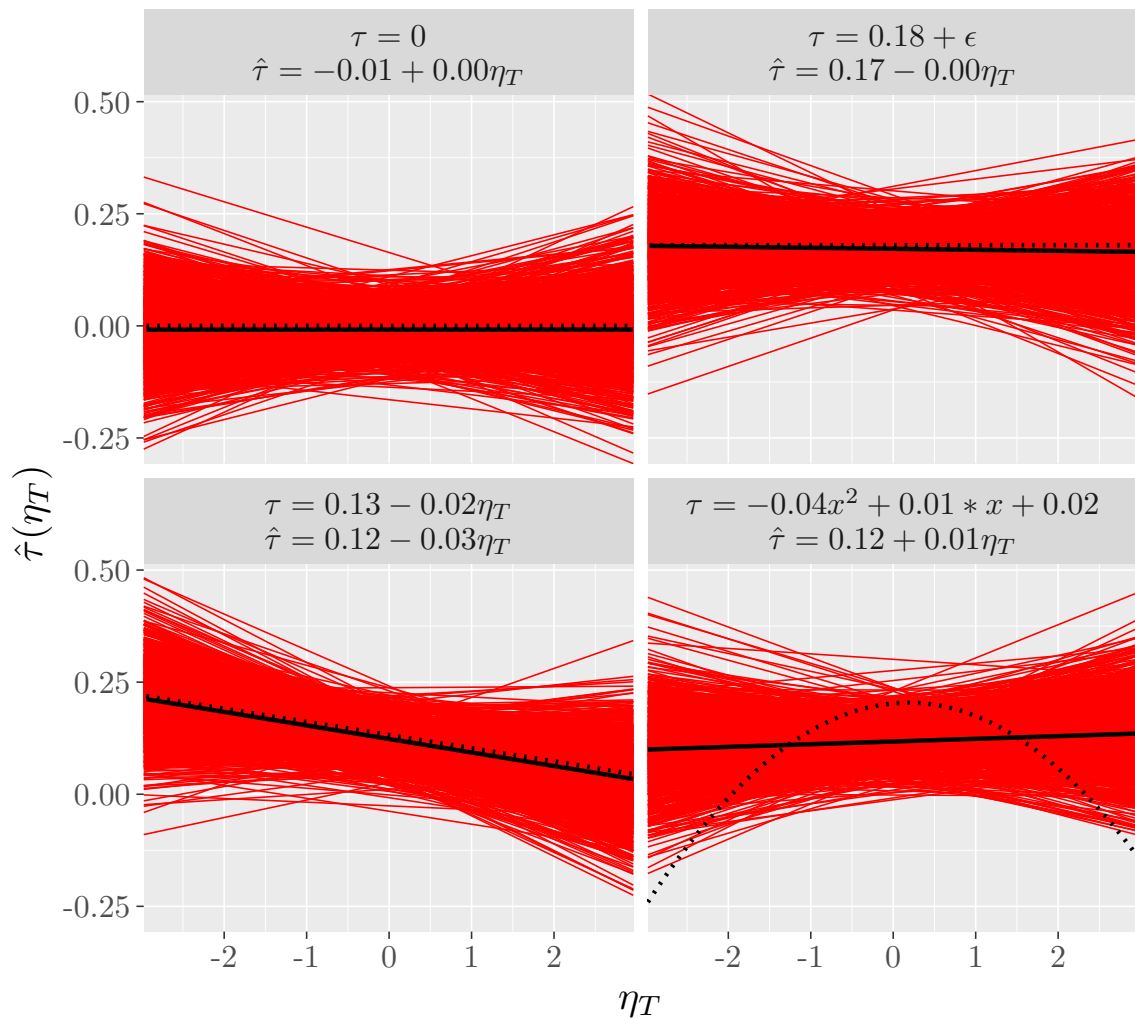 τ = 0
τ̂ = −0.01 + 0.00η_T
τ = 0.18 + ϵ
τ̂ = 0.17 − 0.00η_T
0.50
0.25
0.00
-0.25
τ = 0.13 − 0.02η_T
τ̂ = 0.12 − 0.03η_T
τ = −0.04x² + 0.01 ∗ x + 0.02
τ̂ = 0.12 + 0.01η_T
τ̂(η_T)
0.50
0.25
0.00
-0.25
-2 -1 0 1 2
-2 -1 0 1 2
η_T